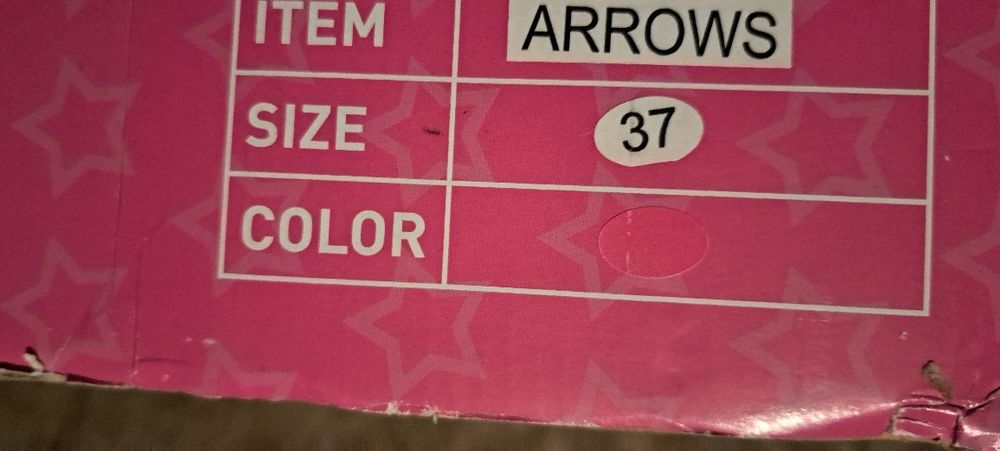 ITEM ARROWS
SIZE 37
COLOR